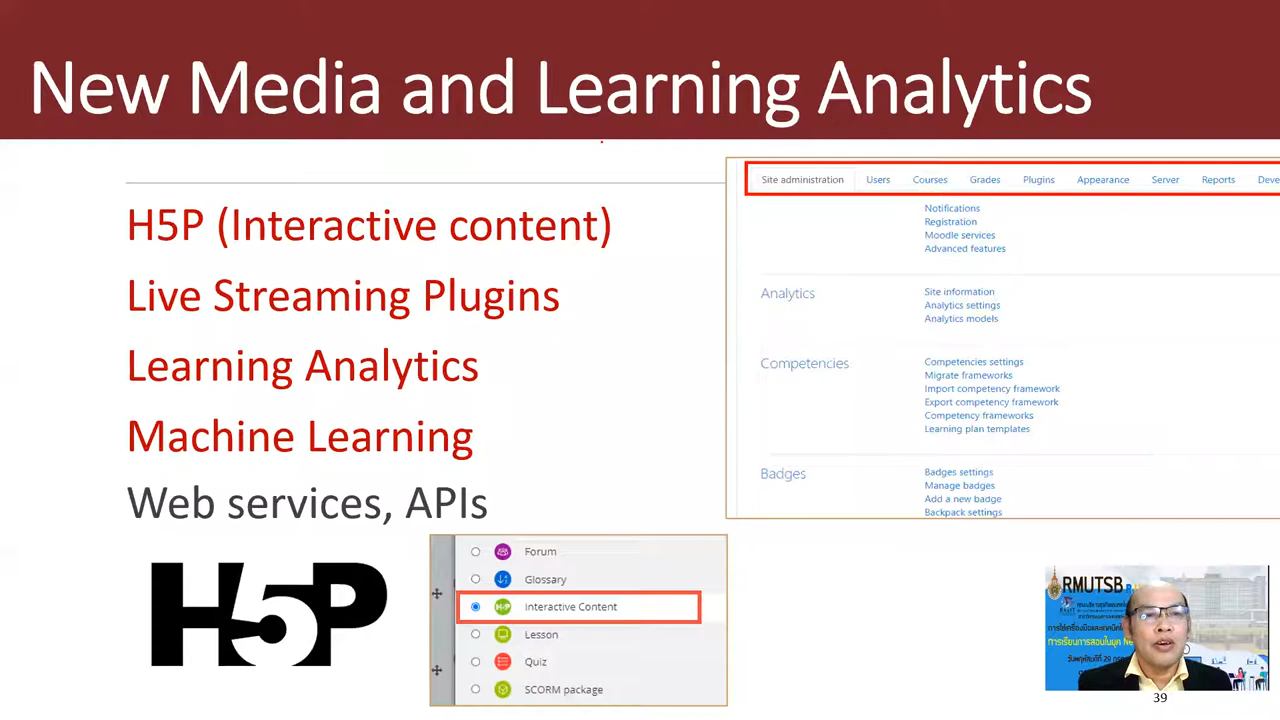 New Media and Learning Analytics
H5P (Interactive content)
Live Streaming Plugins
Learning Analytics
Machine Learning
Web services, APIs
Site administration Users Courses Grades Plugins Appearance Server Reports Deve
Notifications
Registration
Moodle services
Advanced features
Analytics
Site information
Analytics settings
Analytics models
Competencies
Competencies settings
Migrate frameworks
Import competency framework
Export competency framework
Competency frameworks
Learning plan templates
Badges
Badges settings
Manage badges
Add a new badge
Backpack settings
H5P
Forum
Glossary
H5P Interactive Content
Lesson
Quiz
SCORM package
RMUTSB
39